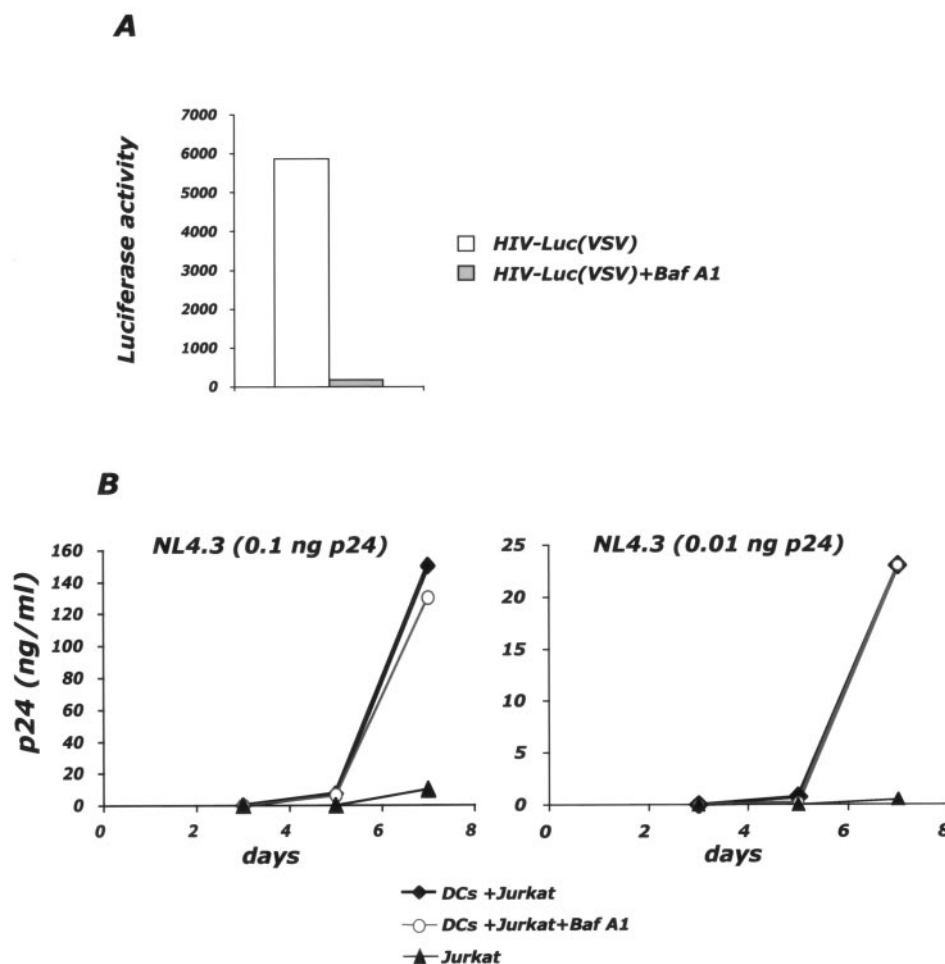 A
7000
6000
5000
4000
3000
2000
1000
0
Luciferase activity
HIV-Luc(VSV)
HIV-Luc(VSV)+Baf A1
B
NL4.3 (0.1 ng p24)
160
140
120
100
80
60
40
20
0
p24 (ng/ml)
0 2 4 6 8
days
NL4.3 (0.01 ng p24)
25
20
15
10
5
0
0 2 4 6 8
days
DCs +Jurkat
DCs +Jurkat+Baf A1
Jurkat